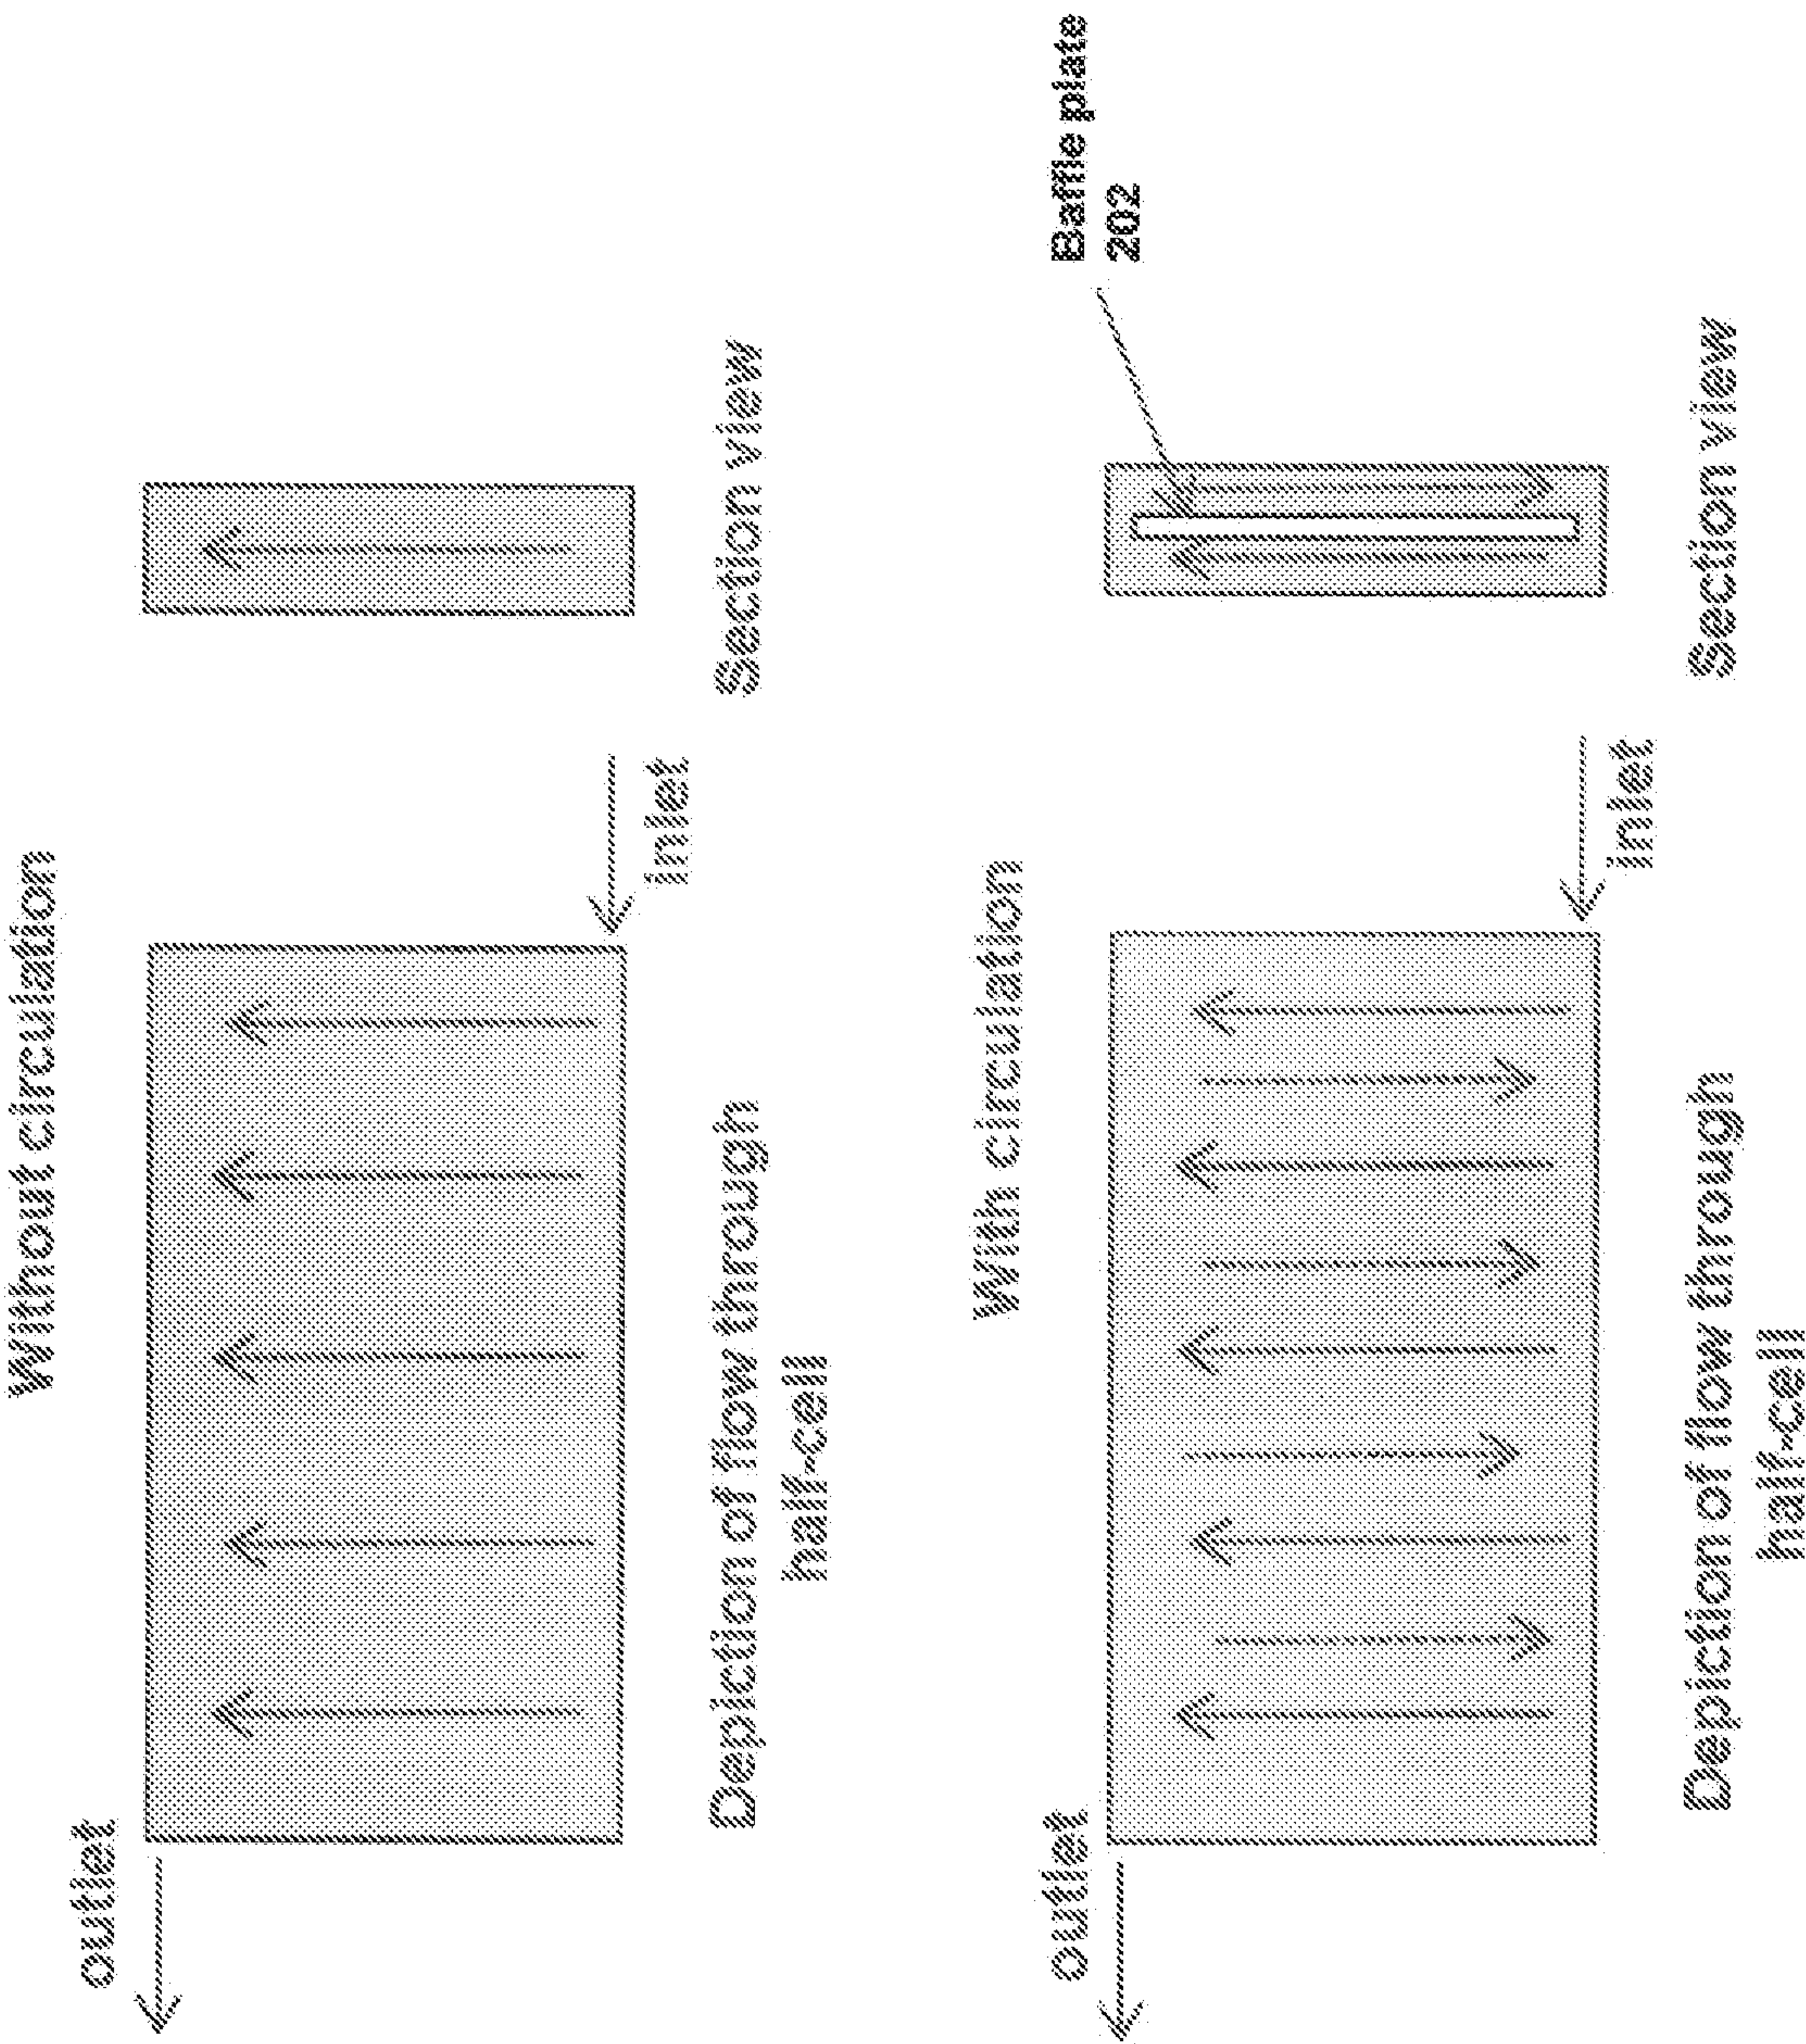 Without circulation
outlet
inlet
Depiction of flow through
half-cell
Section view
With circulation
outlet
Baffle plate
202
inlet
Depiction of flow through
half-cell
Section view